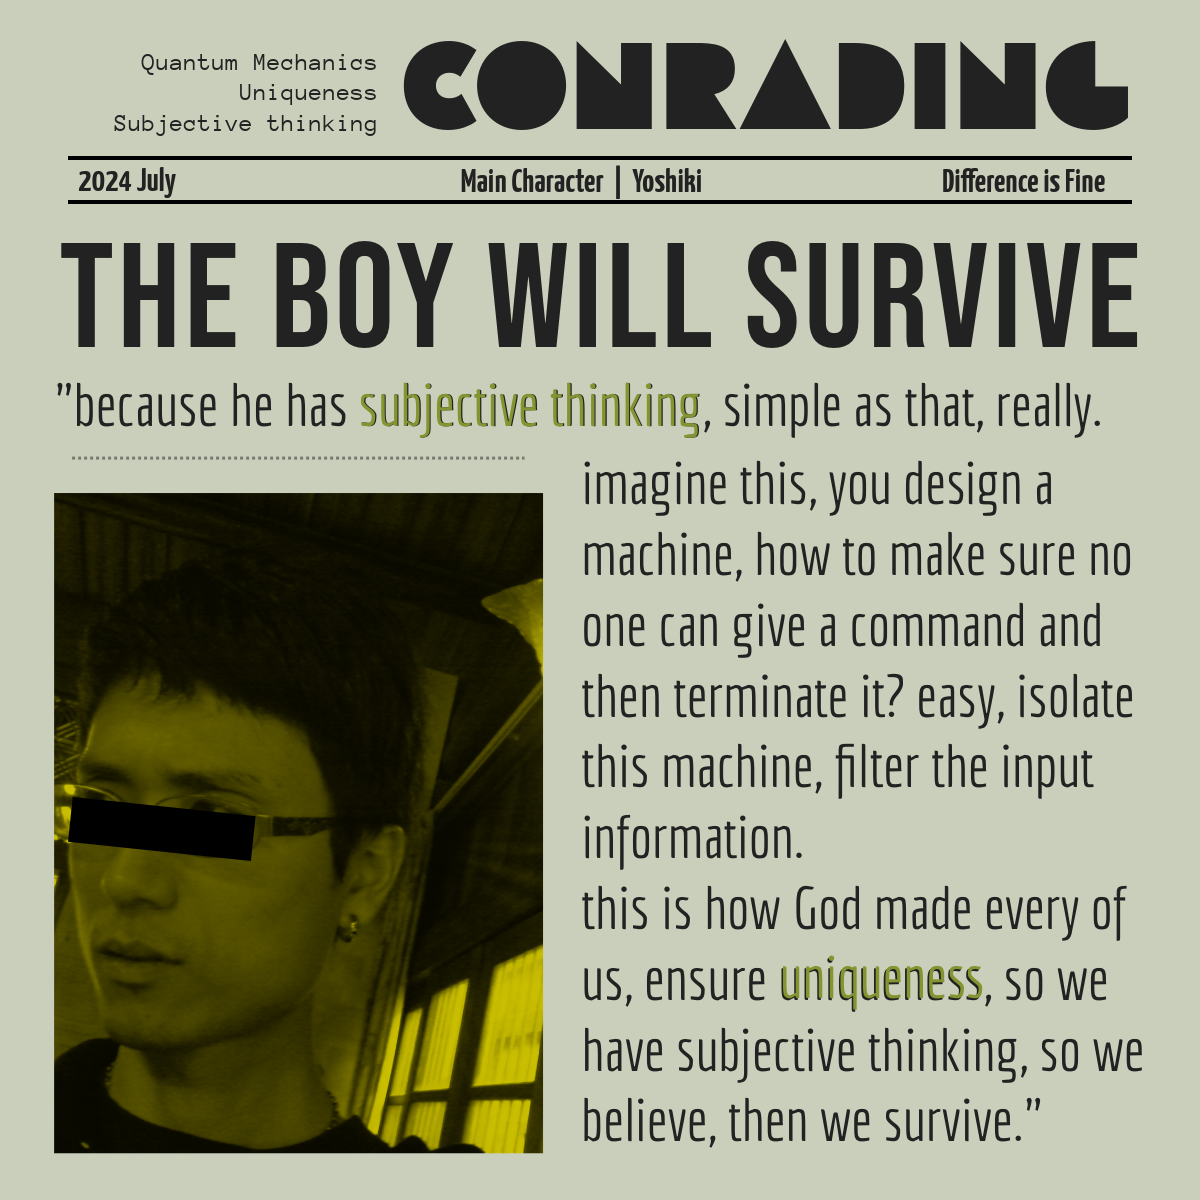 Quantum Mechanics
Uniqueness
Subjective thinking
CONRADING
2024 July
Main Character | Yoshiki
Difference is Fine
THE BOY WILL SURVIVE
”because he has subjective thinking, simple as that, really.
imagine this, you design a
machine, how to make sure no
one can give a command and
then terminate it? easy, isolate
this machine, filter the input
information.
this is how God made every of
us, ensure uniqueness, so we
have subjective thinking, so we
believe, then we survive.”